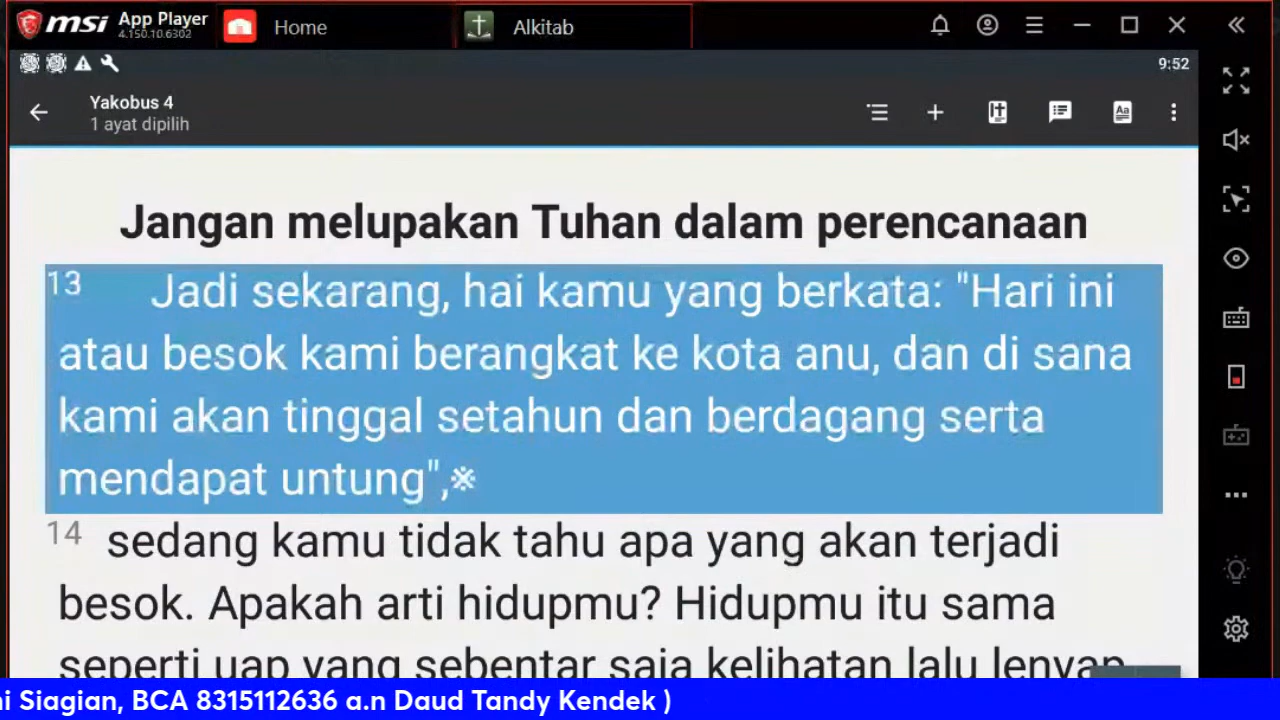 msi App Player
4.150.10.6302
Home
Alkitab
9:52
Yakobus 4
1 ayat dipilih
Jangan melupakan Tuhan dalam perencanaan
13 Jadi sekarang, hai kamu yang berkata: "Hari ini
atau besok kami berangkat ke kota anu, dan di sana
kami akan tinggal setahun dan berdagang serta
mendapat untung",※
14 sedang kamu tidak tahu apa yang akan terjadi
besok. Apakah arti hidupmu? Hidupmu itu sama
seperti uap yang sebentar saja kelihatan lalu lenyap
Siagian, BCA 8315112636 a.n Daud Tandy Kendek )